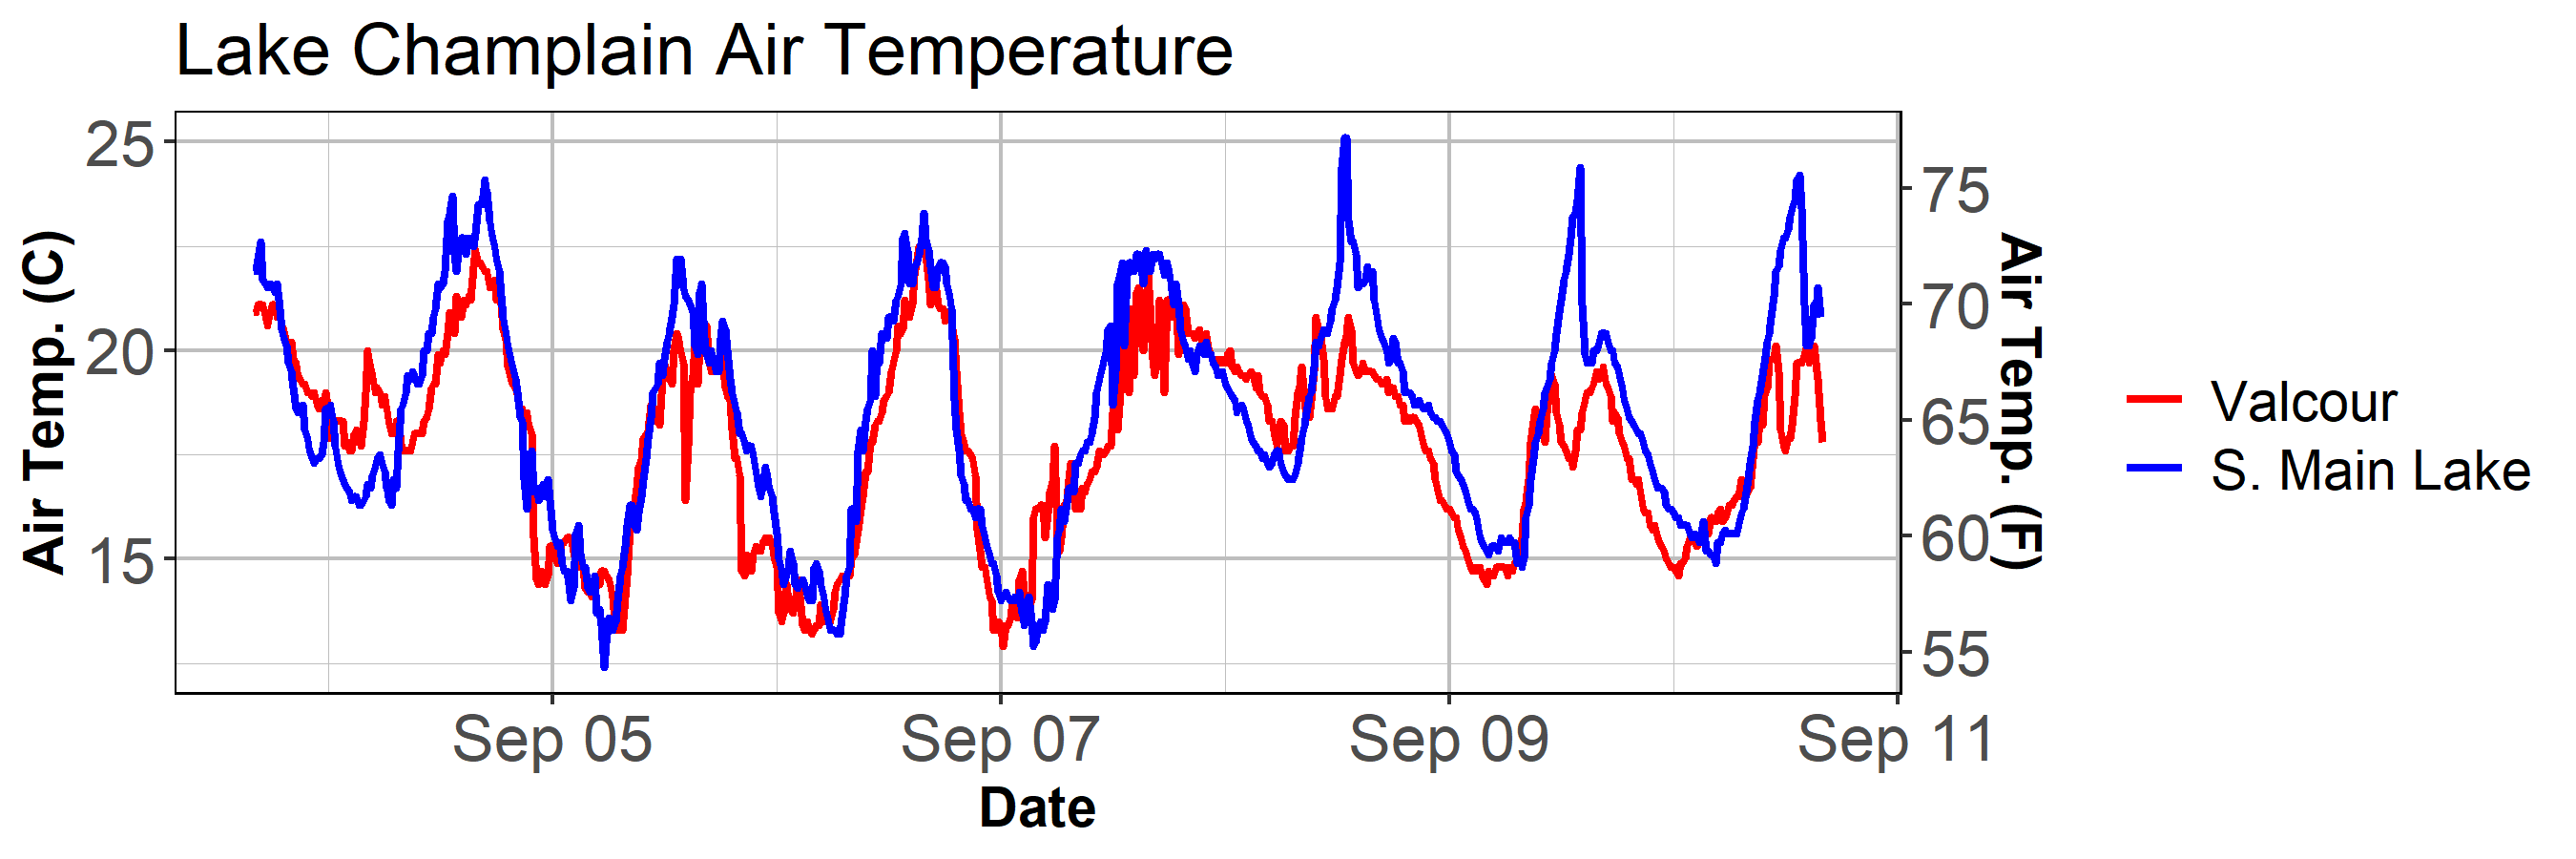 Lake Champlain Air Temperature
Air Temp. (C)
25
20
15
75
70
65
60
55
Air Temp. (F)
Sep 05
Sep 07
Sep 09
Sep 11
Date
Valcour
S. Main Lake